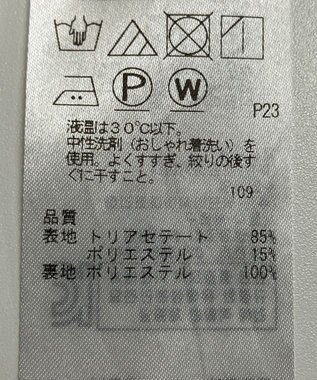 P
W
P23
液温は30℃以下。
中性洗剤(おしゃれ着洗い)を
使用。よくすすぎ、絞りの後す
ぐに干すこと。
109
品質
表地 トリアセテート 85%
ポリエステル 15%
裏地 ポリエステル 100%